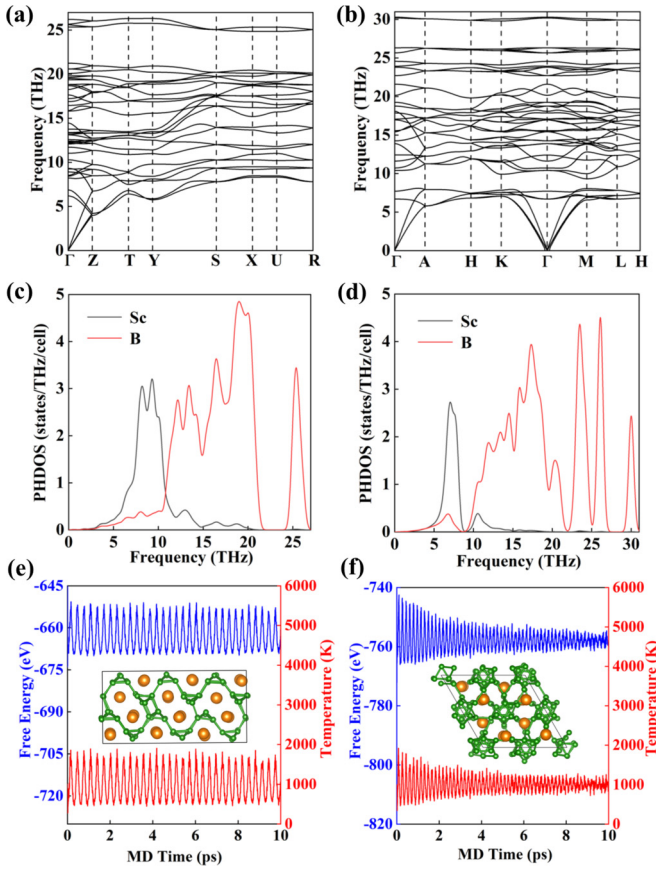 (a)
Frequency (THz)
25
20
15
10
5
0
Γ Z T Y S X U R
(b)
Frequency (THz)
30
25
20
15
10
5
0
Γ A H K Γ M L H
(c)
PHDOS (states/THz/cell)
5
4
3
2
1
0
Sc
B
0 5 10 15 20 25
Frequency (THz)
(d)
PHDOS (states/THz/cell)
5
4
3
2
1
0
Sc
B
0 5 10 15 20 25 30
Frequency (THz)
(e)
Free Energy (eV)
-645
-660
-675
-690
-705
-720
6000
5000
4000
3000
2000
1000
0
Temperature (K)
0 2 4 6 8 10
MD Time (ps)
(f)
Free Energy (eV)
-740
-760
-780
-800
-820
6000
5000
4000
3000
2000
1000
0
Temperature (K)
0 2 4 6 8 10
MD Time (ps)